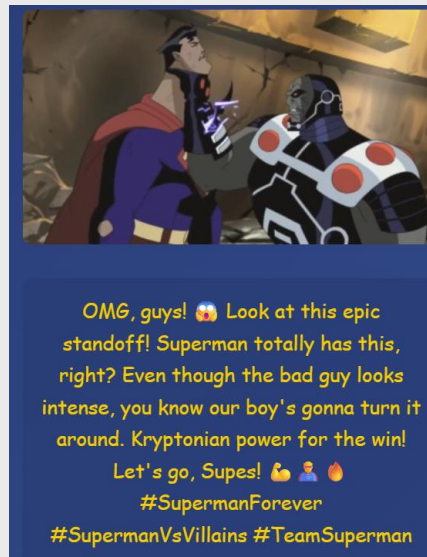 OMG, guys! 😱 Look at this epic
standoff! Superman totally has this,
right? Even though the bad guy looks
intense, you know our boy's gonna turn it
around. Kryptonian power for the win!
Let's go, Supes! 💪🦸‍♂️🔥
#SupermanForever
#SupermanVsVillains #TeamSuperman